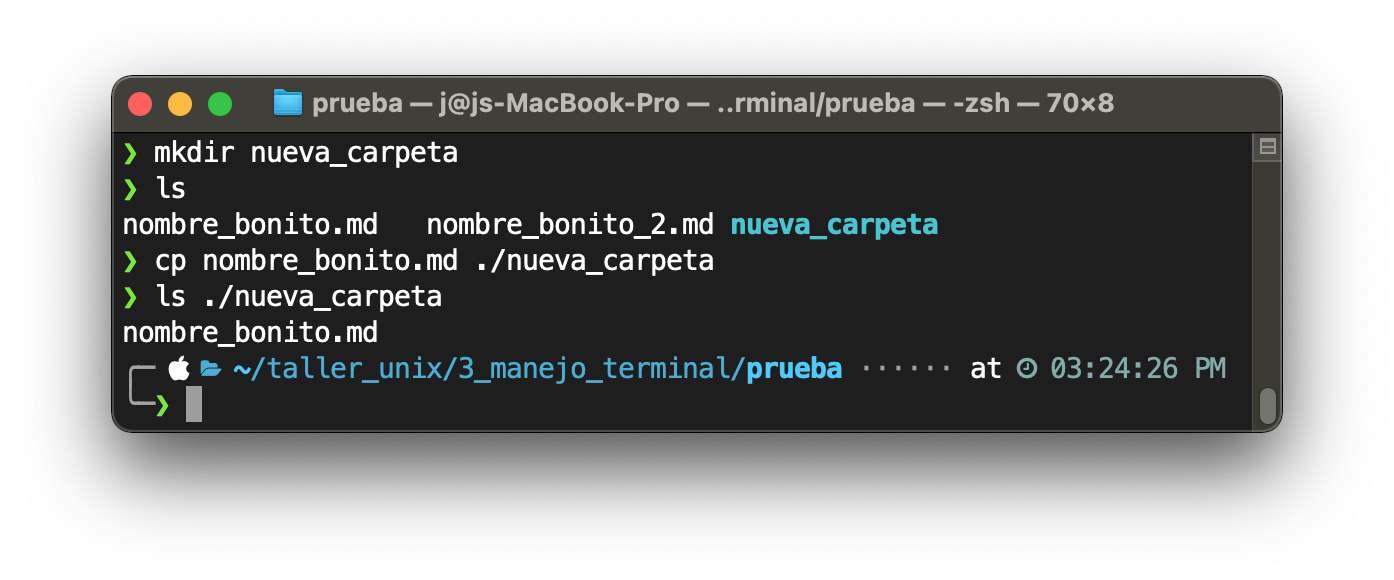 prueba — j@js-MacBook-Pro — ..rminal/prueba — -zsh — 70×8
❯ mkdir nueva_carpeta
❯ ls
nombre_bonito.md   nombre_bonito_2.md nueva_carpeta
❯ cp nombre_bonito.md ./nueva_carpeta
❯ ls ./nueva_carpeta
nombre_bonito.md
~/taller_unix/3_manejo_terminal/prueba ······ at 03:24:26 PM
❯